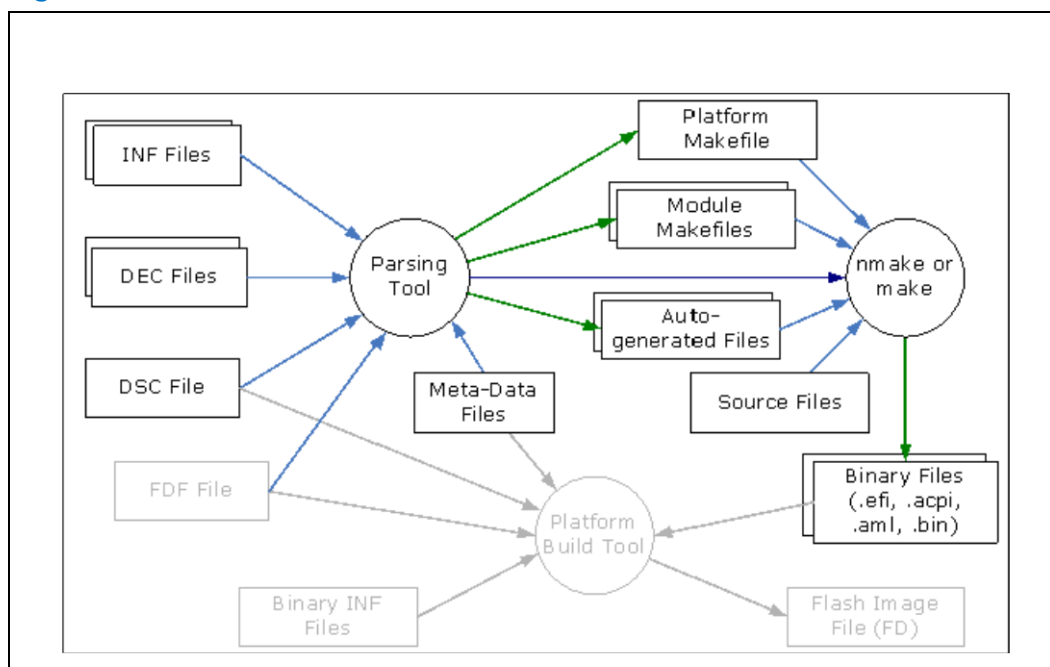 INF Files
DEC Files
DSC File
FDF File
Parsing
Tool
Meta-Data
Files
Platform
Makefile
Module
Makefiles
Auto-
generated Files
Source Files
nmake or
make
Binary Files
(.efi, .acpi,
.aml, .bin)
Platform
Build Tool
Binary INF
Files
Flash Image
File (FD)